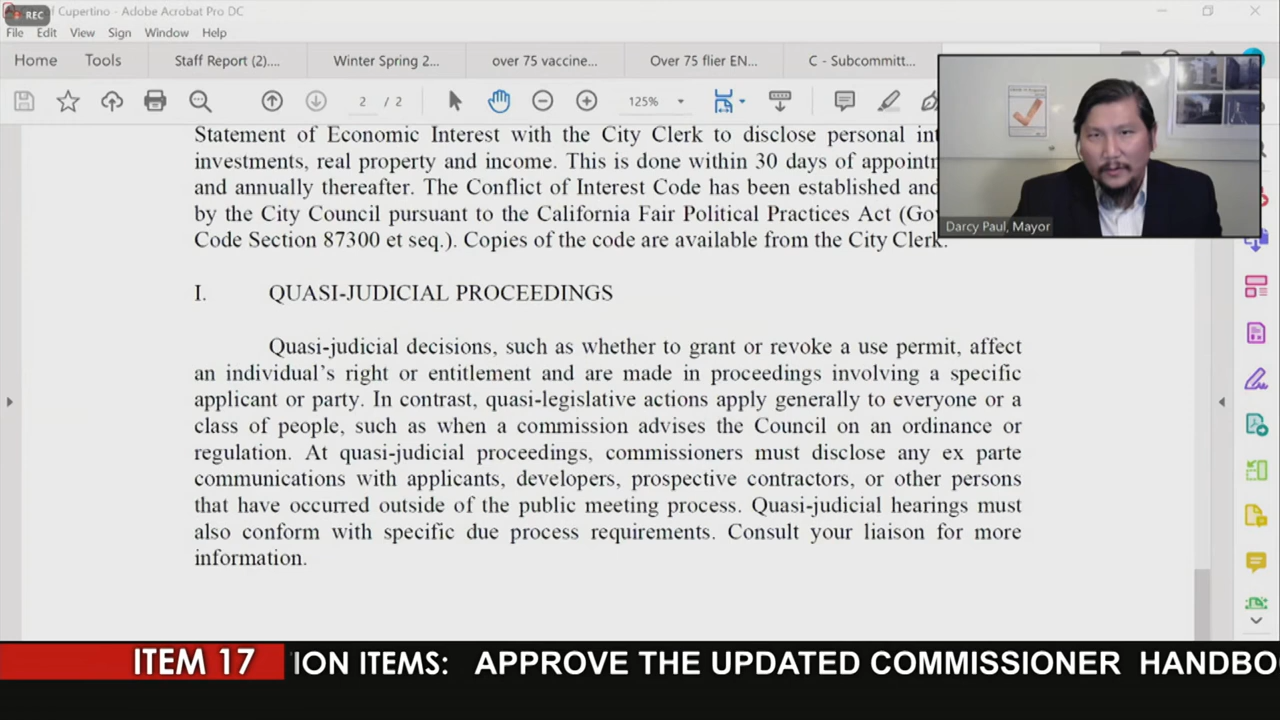 REC
l Cupertino - Adobe Acrobat Pro DC
File Edit View Sign Window Help
Home Tools Staff Report (2).... Winter Spring 2... over 75 vaccine... Over 75 flier EN... C - Subcommitt...
2 / 2 125%
Statement of Economic Interest with the City Clerk to disclose personal int
investments, real property and income. This is done within 30 days of appointm
and annually thereafter. The Conflict of Interest Code has been established and
by the City Council pursuant to the California Fair Political Practices Act (Gov
Code Section 87300 et seq.). Copies of the code are available from the City Clerk.
Darcy Paul, Mayor
I. QUASI-JUDICIAL PROCEEDINGS
Quasi-judicial decisions, such as whether to grant or revoke a use permit, affect
an individual's right or entitlement and are made in proceedings involving a specific
applicant or party. In contrast, quasi-legislative actions apply generally to everyone or a
class of people, such as when a commission advises the Council on an ordinance or
regulation. At quasi-judicial proceedings, commissioners must disclose any ex parte
communications with applicants, developers, prospective contractors, or other persons
that have occurred outside of the public meeting process. Quasi-judicial hearings must
also conform with specific due process requirements. Consult your liaison for more
information.
ITEM 17 ION ITEMS: APPROVE THE UPDATED COMMISSIONER HANDBO